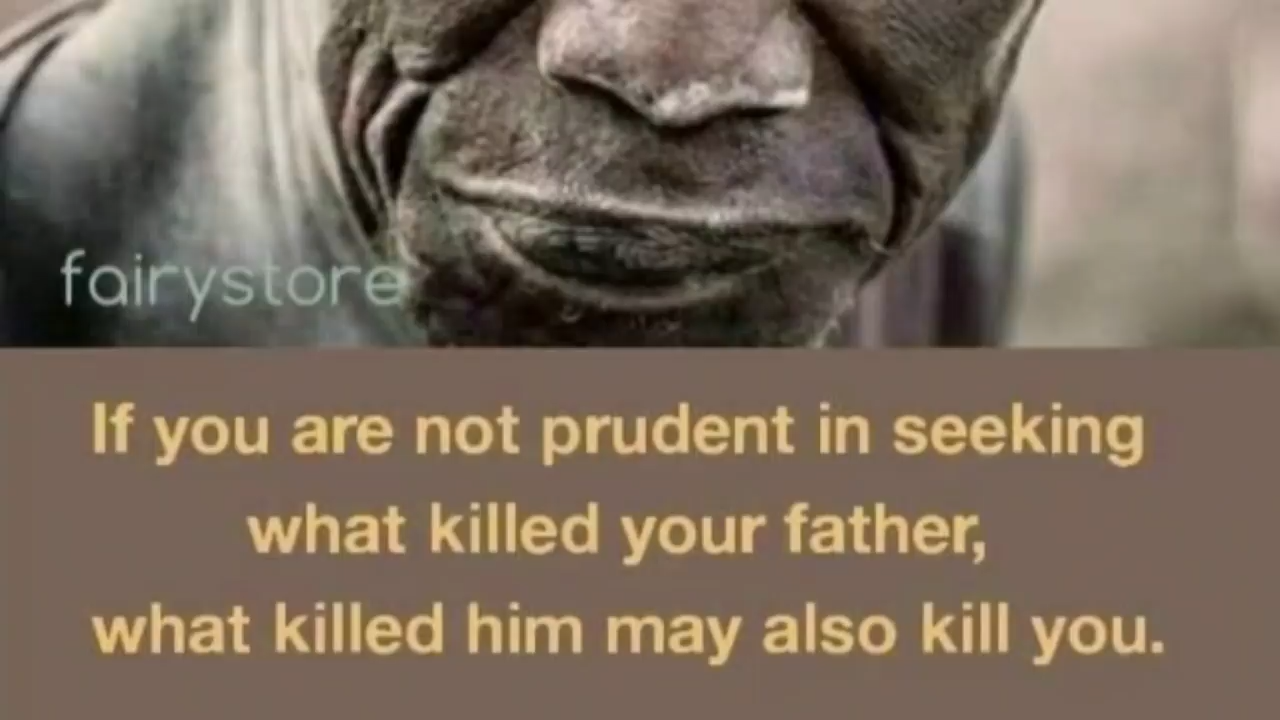 fairystore
If you are not prudent in seeking
what killed your father,
what killed him may also kill you.